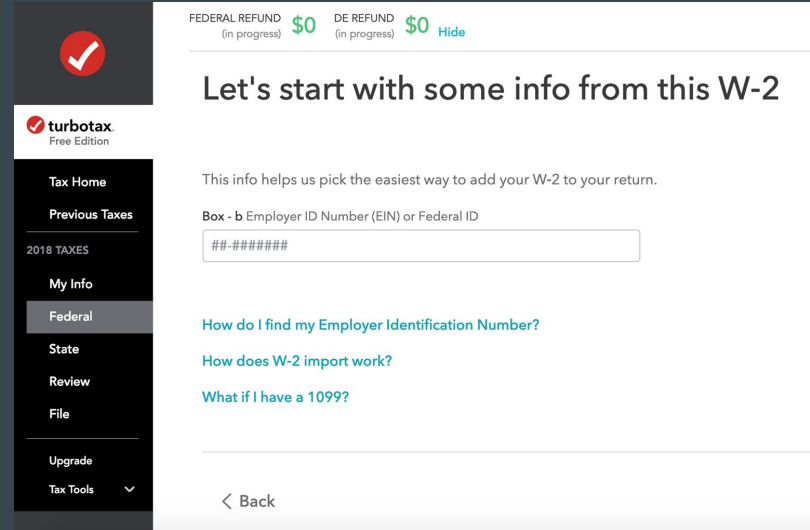 FEDERAL REFUND
(in progress)
$0
DE REFUND
(in progress)
$0
Hide
turbotax.
Free Edition
Tax Home
Previous Taxes
2018 TAXES
My Info
Federal
State
Review
File
Upgrade
Tax Tools
Let's start with some info from this W-2
This info helps us pick the easiest way to add your W-2 to your return.
Box - b Employer ID Number (EIN) or Federal ID
##-#######
How do I find my Employer Identification Number?
How does W-2 import work?
What if I have a 1099?
Back